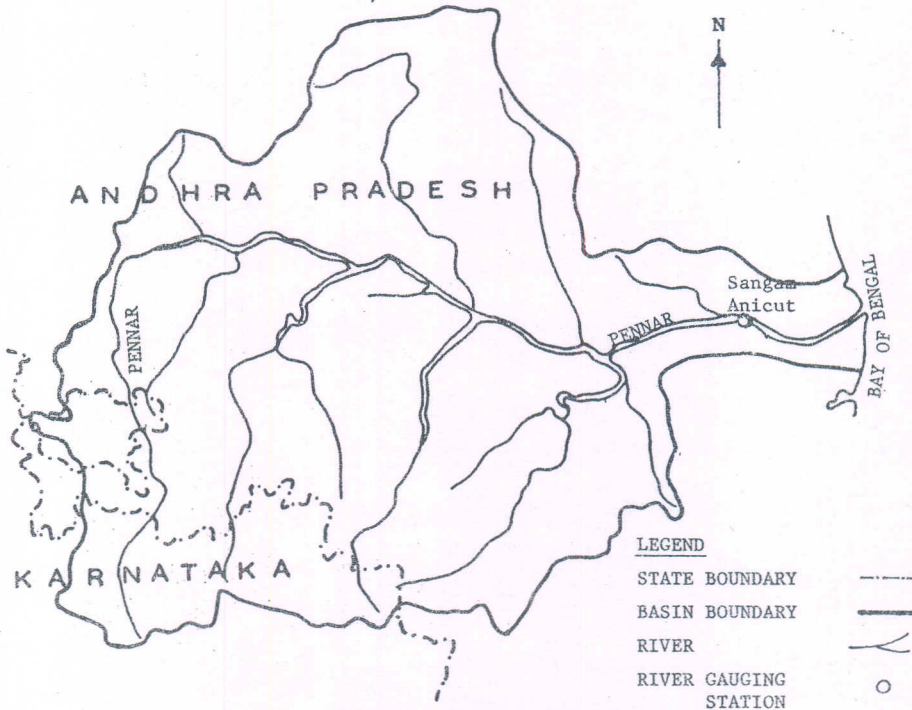 N
ANDHRA PRADESH
Sangam
Anicut
PENNAR
PENNAR
BAY OF BENGAL
KARNATAKA
LEGEND
STATE BOUNDARY
BASIN BOUNDARY
RIVER
RIVER GAUGING
STATION